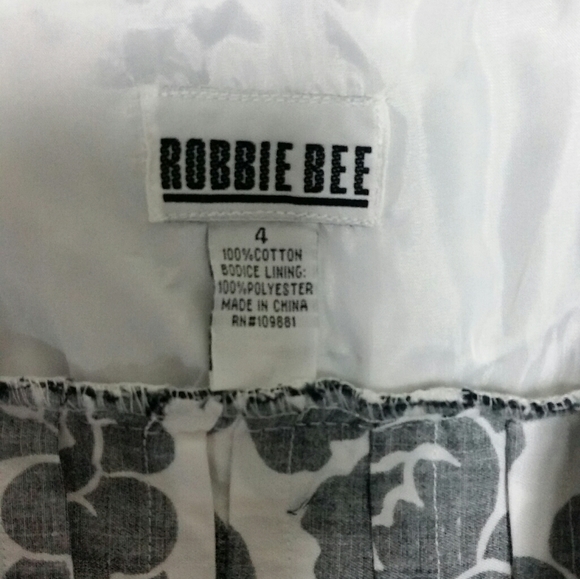 ROBBIE BEE
4
100%COTTON
BODICE LINING:
100%POLYESTER
MADE IN CHINA
RN#109881